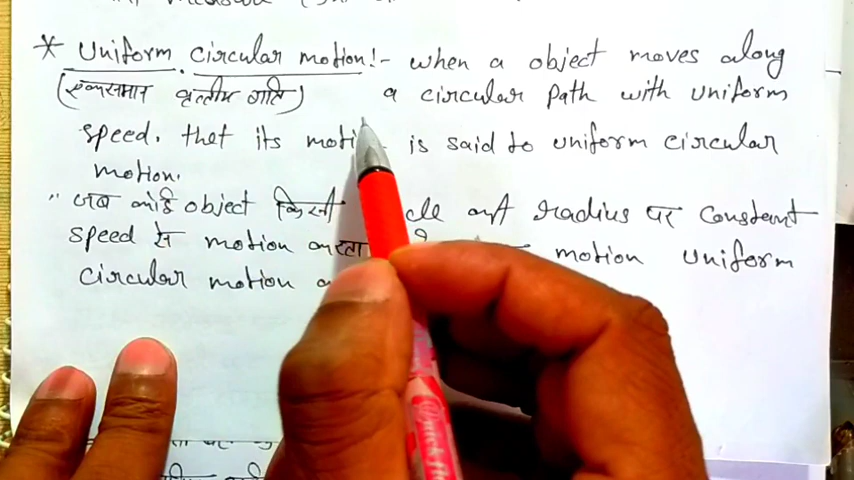 * Uniform circular motion!- when a object moves along
(एकसमान वृत्तीय गति) a circular path with uniform
speed. that its moti is said to uniform circular
motion.
" जब कोई object किसी cle का radius पर constant
speed से motion करता motion uniform
circular motion